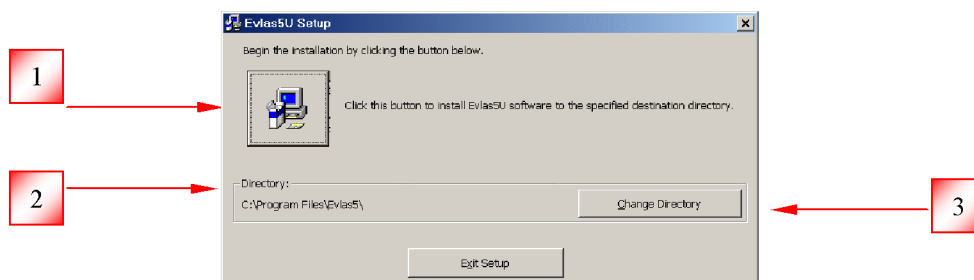 Evlas5U Setup
Begin the installation by clicking the button below.
1
Click this button to install Evlas5U software to the specified destination directory.
Directory:
2
C:\Program Files\Evlas5\
Change Directory
3
Exit Setup